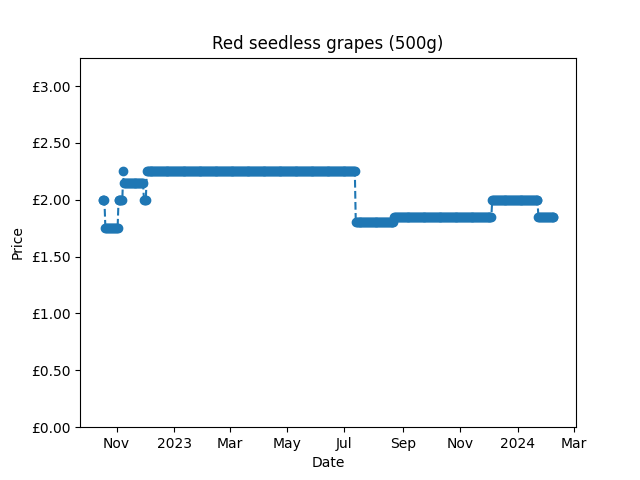 Red seedless grapes (500g)
£3.00
£2.50
£2.00
£1.50
£1.00
£0.50
£0.00
Price
Nov 2023 Mar May Jul Sep Nov 2024 Mar
Date